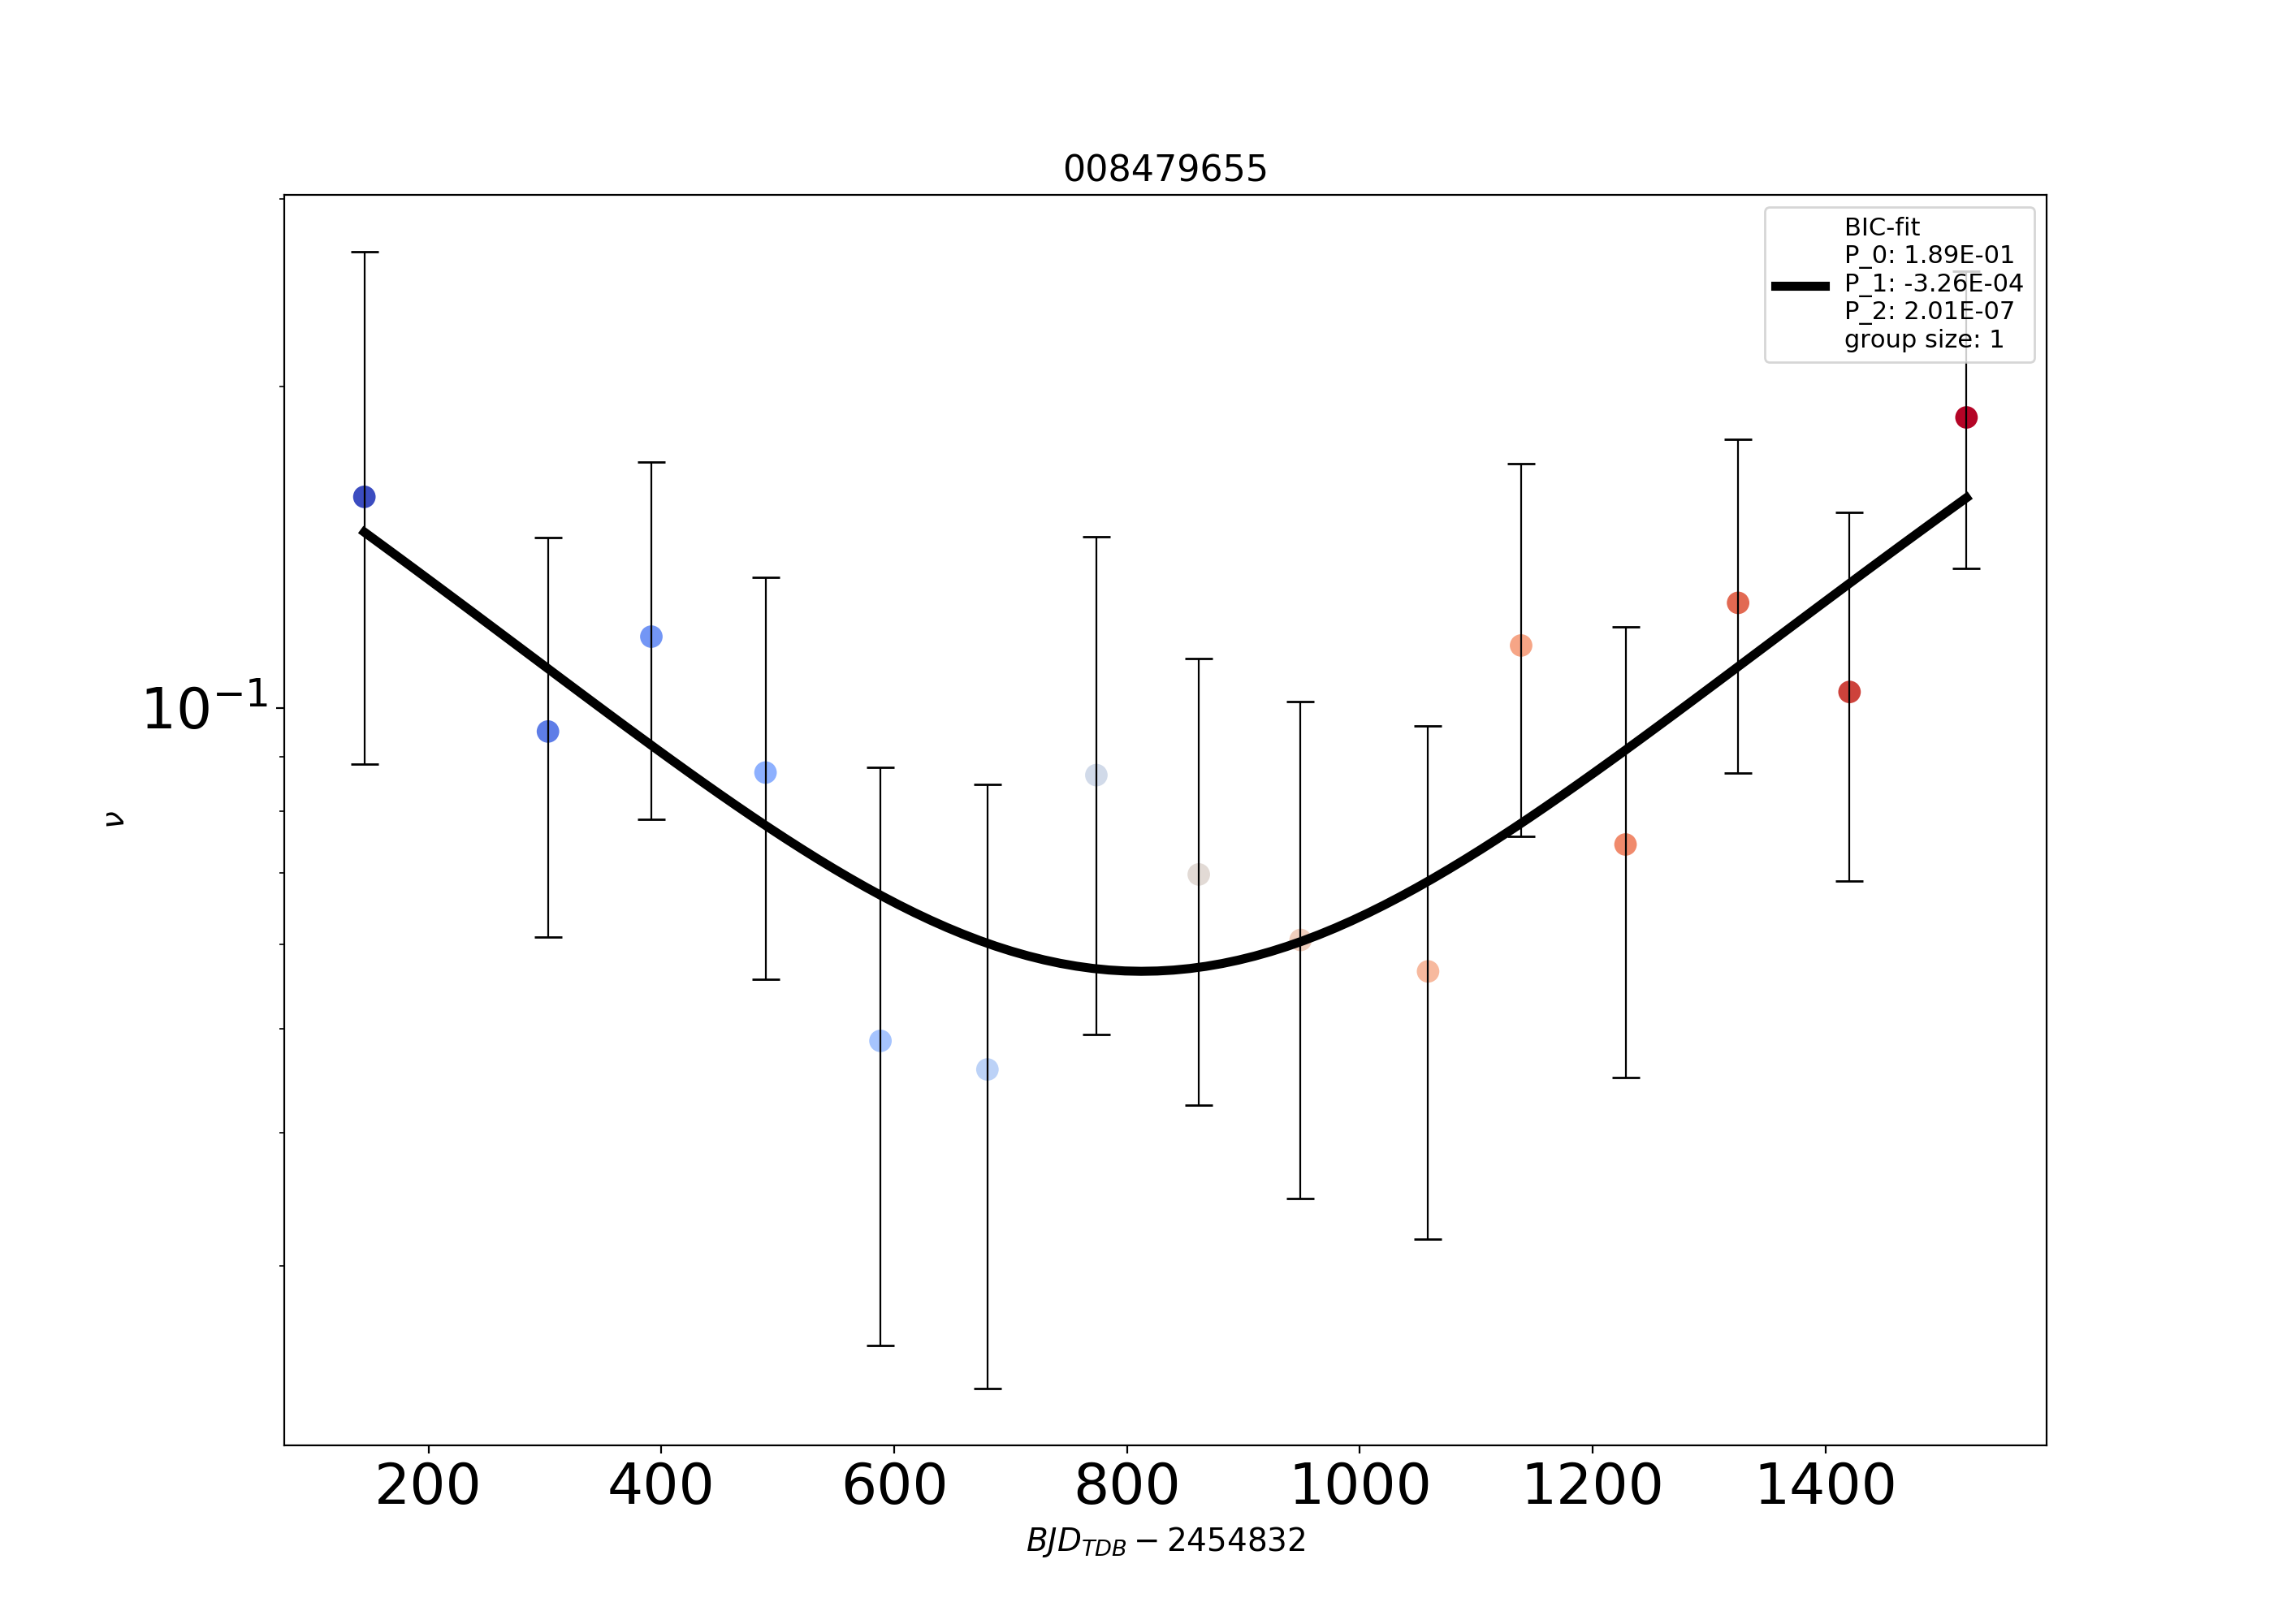 008479655
BIC-fit
P_0: 1.89E-01
P_1: -3.26E-04
P_2: 2.01E-07
group size: 1
10⁻¹
ν
200 400 600 800 1000 1200 1400
BJD_TDB − 2454832